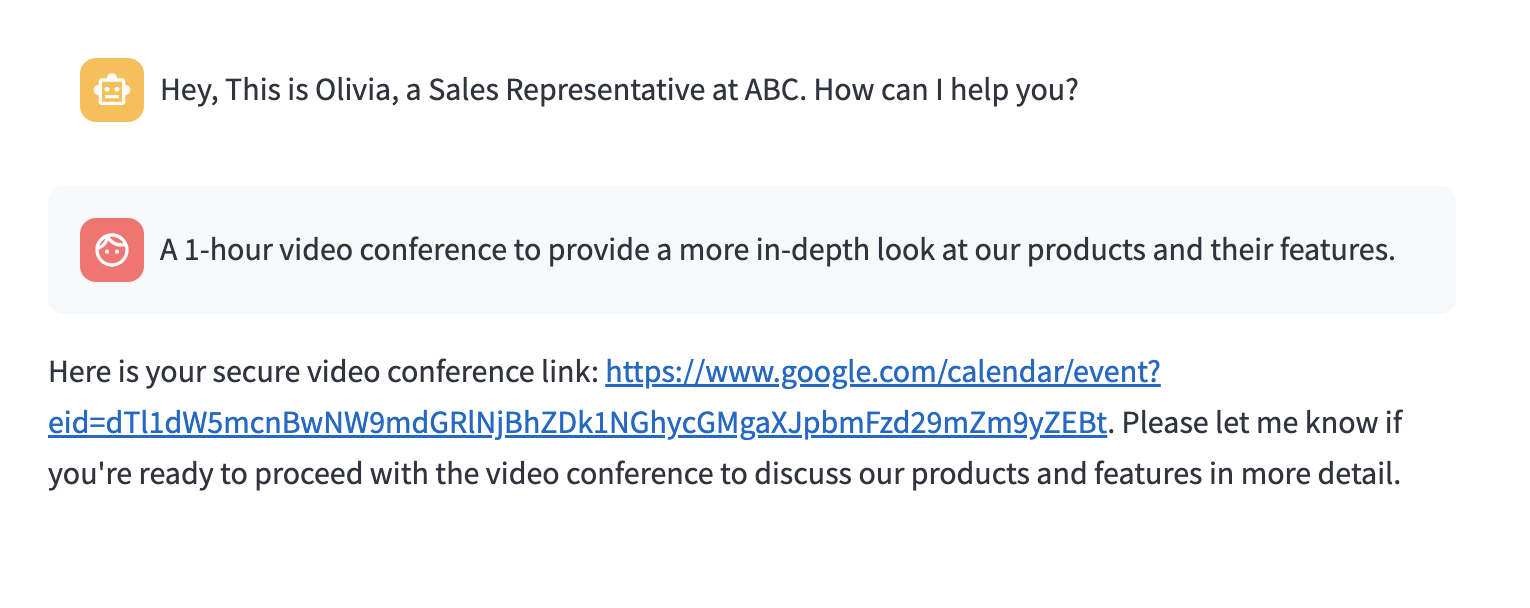 Hey, This is Olivia, a Sales Representative at ABC. How can I help you?
A 1-hour video conference to provide a more in-depth look at our products and their features.
Here is your secure video conference link: https://www.google.com/calendar/event?
eid=dTl1dW5mcnBwNW9mdGRlNjBhZDk1NGhycGMgaXJpbmFzd29mZm9yZEBt. Please let me know if
you're ready to proceed with the video conference to discuss our products and features in more detail.